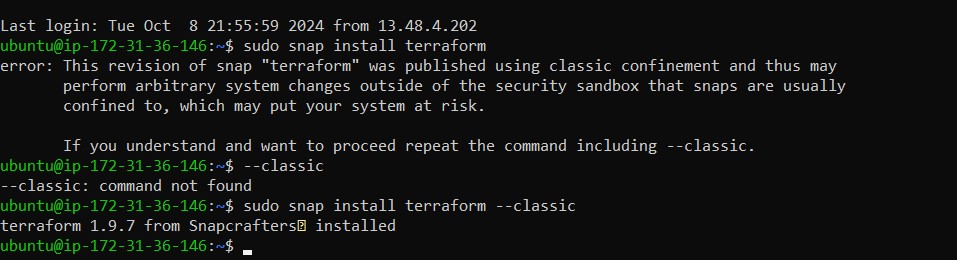 Last login: Tue Oct  8 21:55:59 2024 from 13.48.4.202
ubuntu@ip-172-31-36-146:~$ sudo snap install terraform
error: This revision of snap "terraform" was published using classic confinement and thus may
       perform arbitrary system changes outside of the security sandbox that snaps are usually
       confined to, which may put your system at risk.

       If you understand and want to proceed repeat the command including --classic.
ubuntu@ip-172-31-36-146:~$ --classic
--classic: command not found
ubuntu@ip-172-31-36-146:~$ sudo snap install terraform --classic
terraform 1.9.7 from Snapcrafters⍰ installed
ubuntu@ip-172-31-36-146:~$